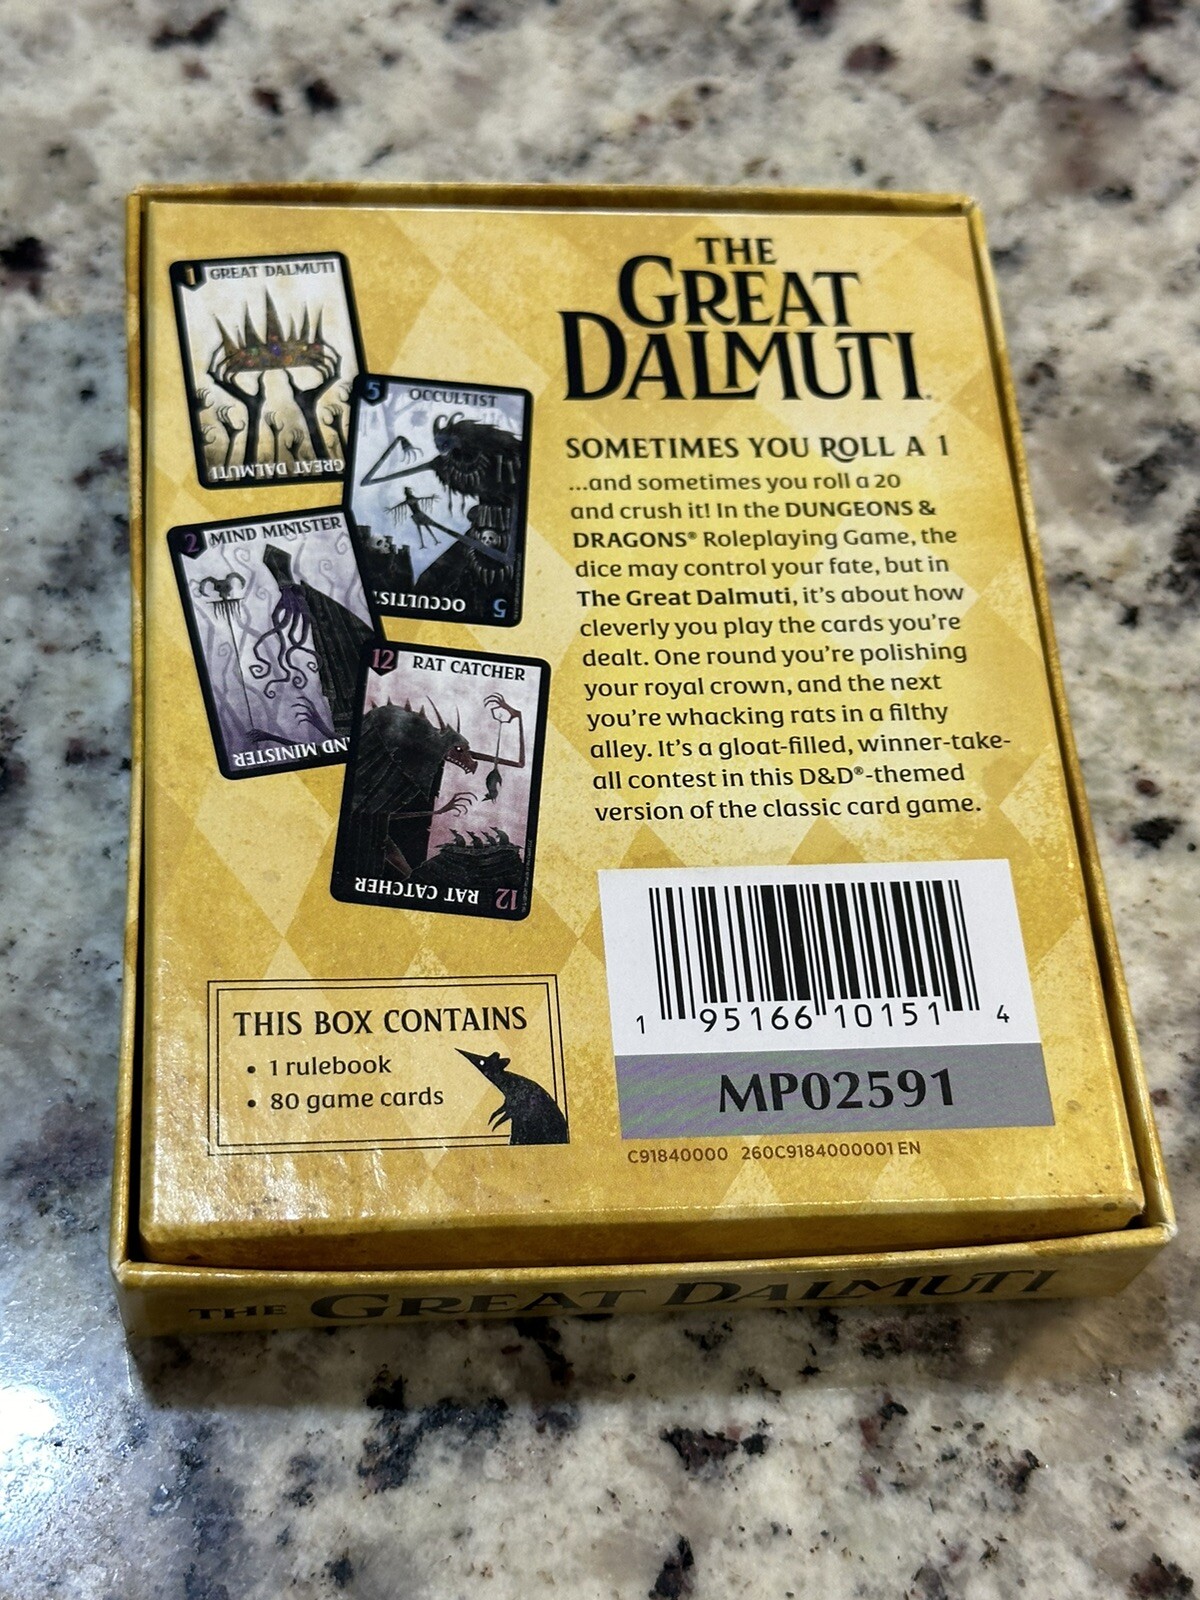 THE
GREAT
DALMUTI™
SOMETIMES YOU ROLL A 1
...and sometimes you roll a 20
and crush it! In the DUNGEONS &
DRAGONS® Roleplaying Game, the
dice may control your fate, but in
The Great Dalmuti, it's about how
cleverly you play the cards you're
dealt. One round you're polishing
your royal crown, and the next
you're whacking rats in a filthy
alley. It's a gloat-filled, winner-take-
all contest in this D&D®-themed
version of the classic card game.
1 GREAT DALMUTI
GREAT DALMUTI
5 OCCULTIST
5 OCCULTIS
2 MIND MINISTER
ND MINISTER
12 RAT CATCHER
12 RAT CATCHER
THIS BOX CONTAINS
• 1 rulebook
• 80 game cards
1 95166 10151 4
MP02591
C91840000 260C9184000001 EN
THE GREAT DALMUTI